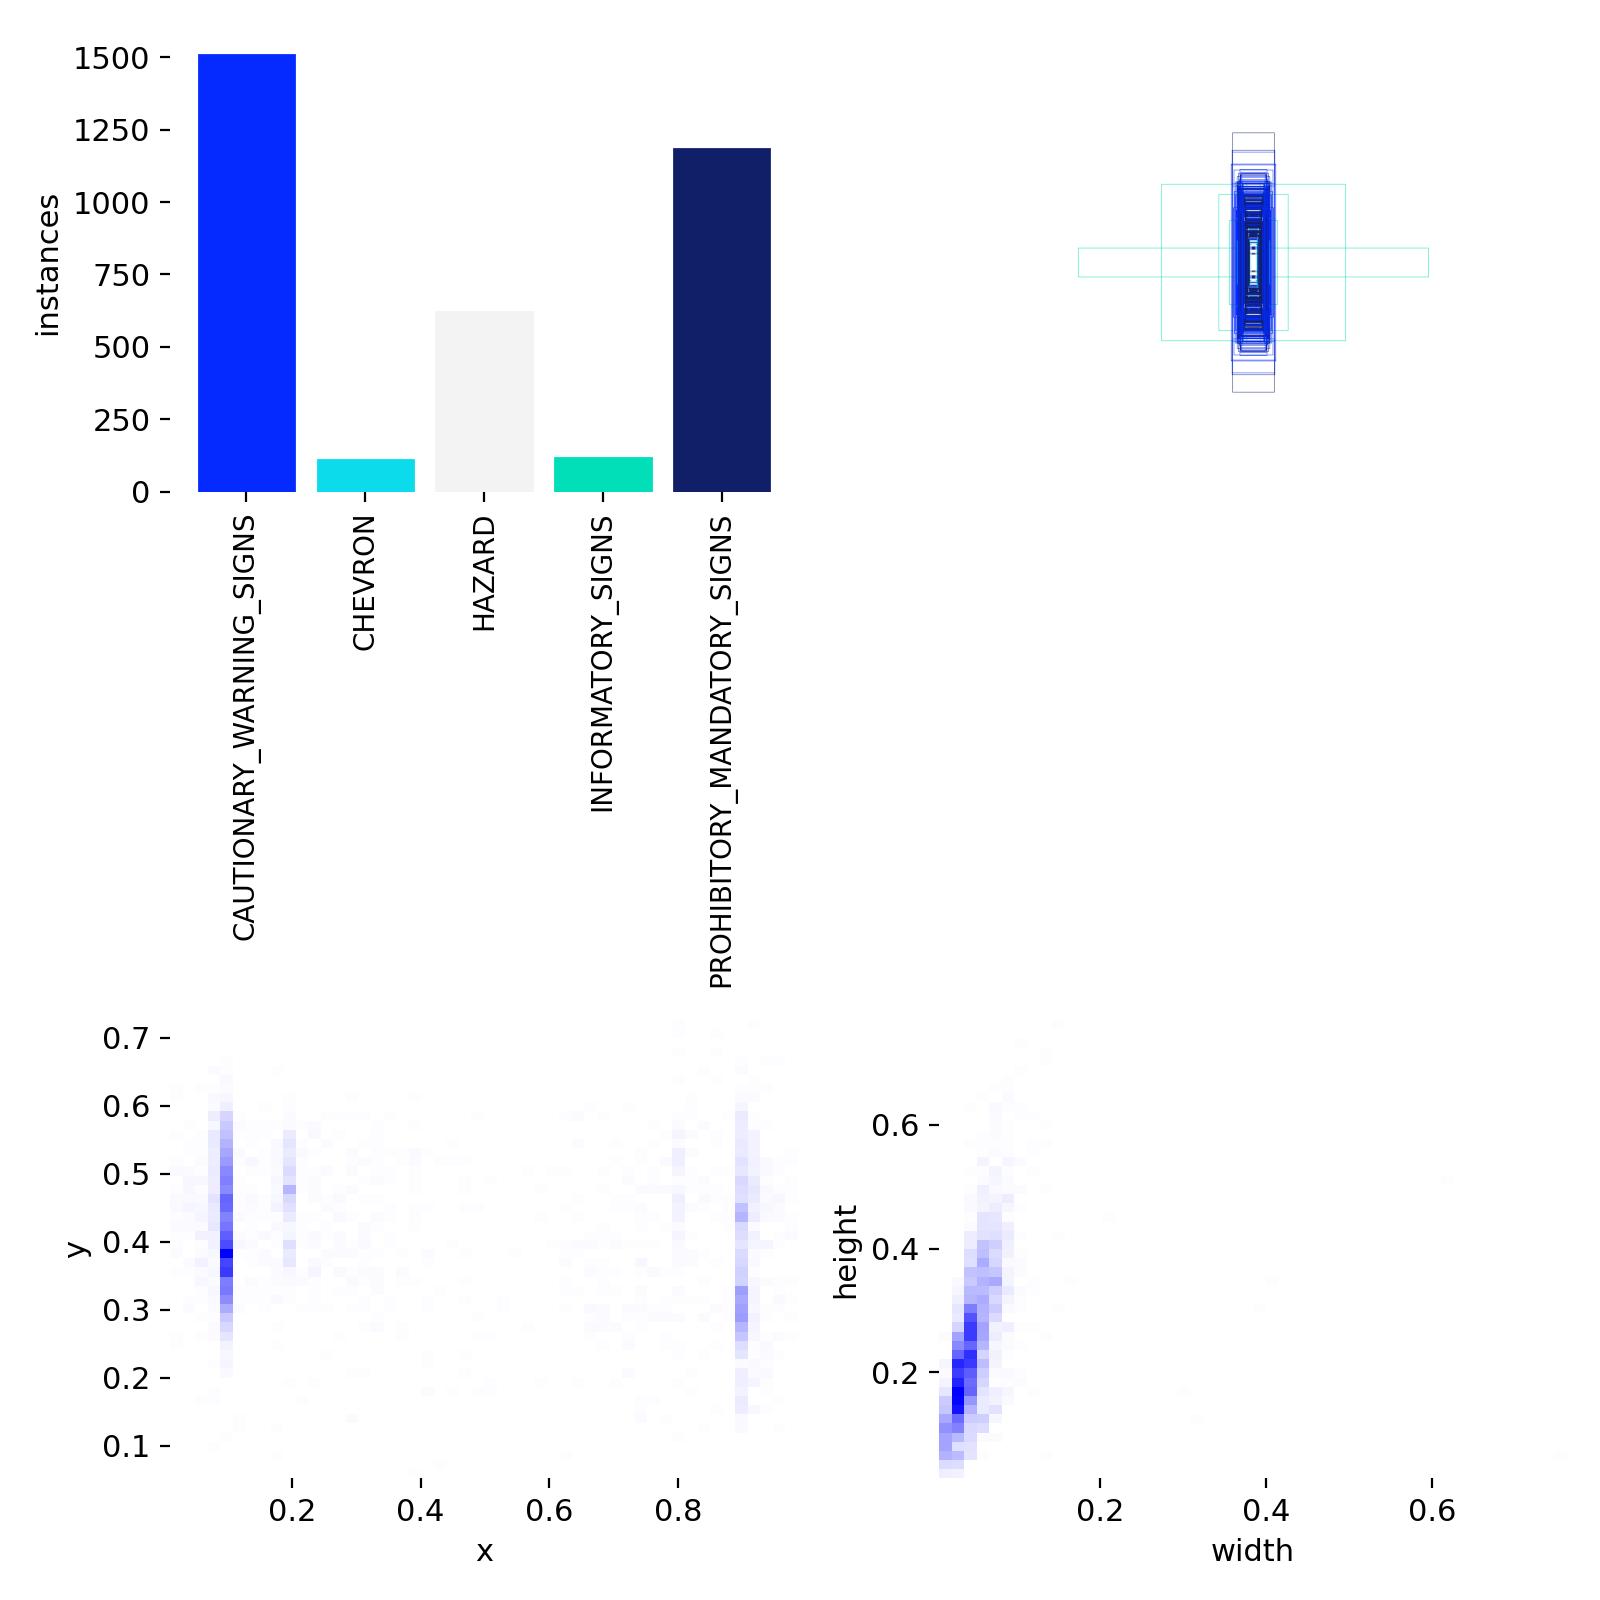 1500
1250
1000
750
500
250
0
instances
CAUTIONARY_WARNING_SIGNS
CHEVRON
HAZARD
INFORMATORY_SIGNS
PROHIBITORY_MANDATORY_SIGNS
0.7
0.6
0.5
0.4
0.3
0.2
0.1
y
0.2 0.4 0.6 0.8
x
0.6
0.4
0.2
height
0.2 0.4 0.6
width